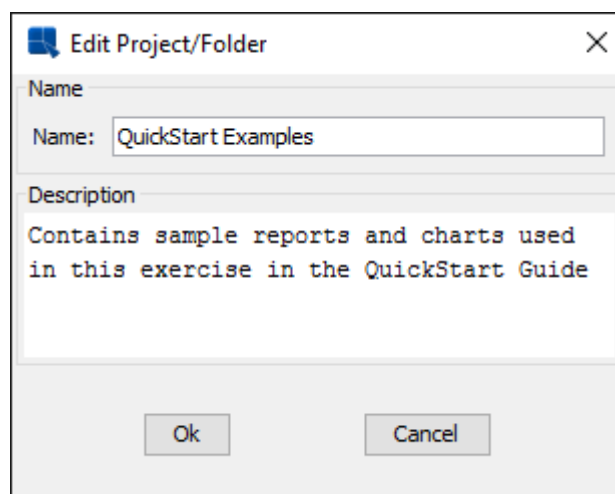 Edit Project/Folder
Name
Name: QuickStart Examples
Description
Contains sample reports and charts used
in this exercise in the QuickStart Guide
Ok Cancel